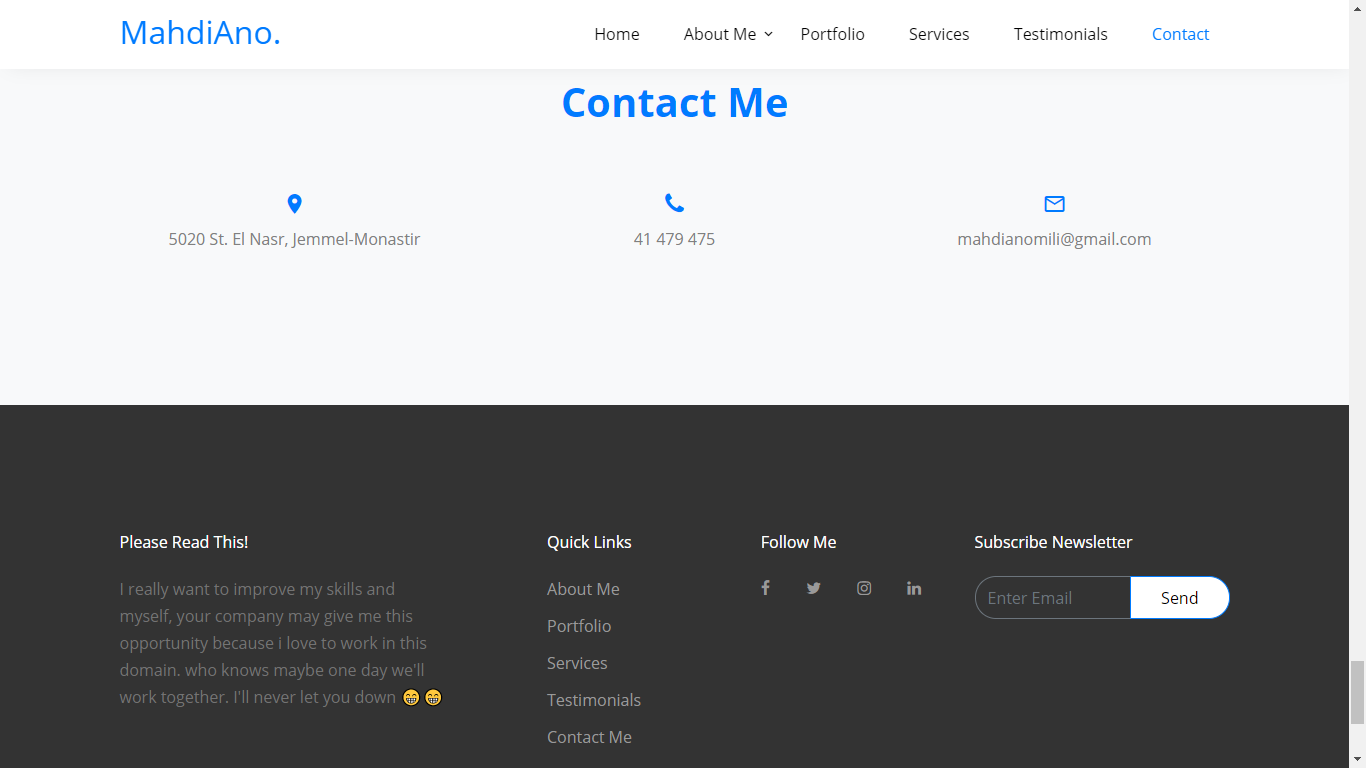 MahdiAno.
Home About Me Portfolio Services Testimonials Contact
Contact Me
5020 St. El Nasr, Jemmel-Monastir
41 479 475
mahdianomili@gmail.com
Please Read This!
I really want to improve my skills and
myself, your company may give me this
opportunity because i love to work in this
domain. who knows maybe one day we'll
work together. I'll never let you down 😁😁
Quick Links
About Me
Portfolio
Services
Testimonials
Contact Me
Follow Me
Subscribe Newsletter
Enter Email
Send